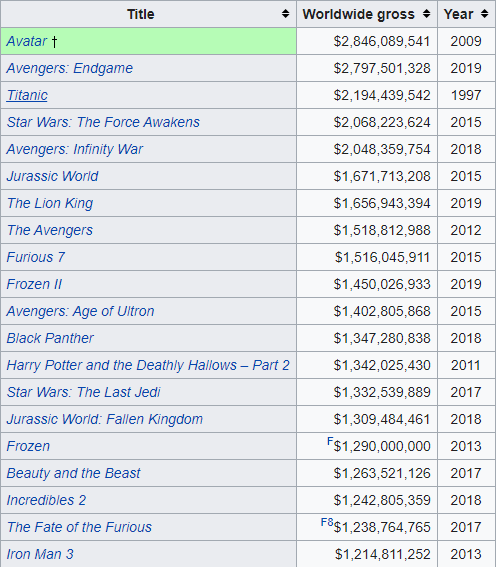 Title Worldwide gross Year
Avatar † $2,846,089,541 2009
Avengers: Endgame $2,797,501,328 2019
Titanic $2,194,439,542 1997
Star Wars: The Force Awakens $2,068,223,624 2015
Avengers: Infinity War $2,048,359,754 2018
Jurassic World $1,671,713,208 2015
The Lion King $1,656,943,394 2019
The Avengers $1,518,812,988 2012
Furious 7 $1,516,045,911 2015
Frozen II $1,450,026,933 2019
Avengers: Age of Ultron $1,402,805,868 2015
Black Panther $1,347,280,838 2018
Harry Potter and the Deathly Hallows – Part 2 $1,342,025,430 2011
Star Wars: The Last Jedi $1,332,539,889 2017
Jurassic World: Fallen Kingdom $1,309,484,461 2018
Frozen F$1,290,000,000 2013
Beauty and the Beast $1,263,521,126 2017
Incredibles 2 $1,242,805,359 2018
The Fate of the Furious F8$1,238,764,765 2017
Iron Man 3 $1,214,811,252 2013